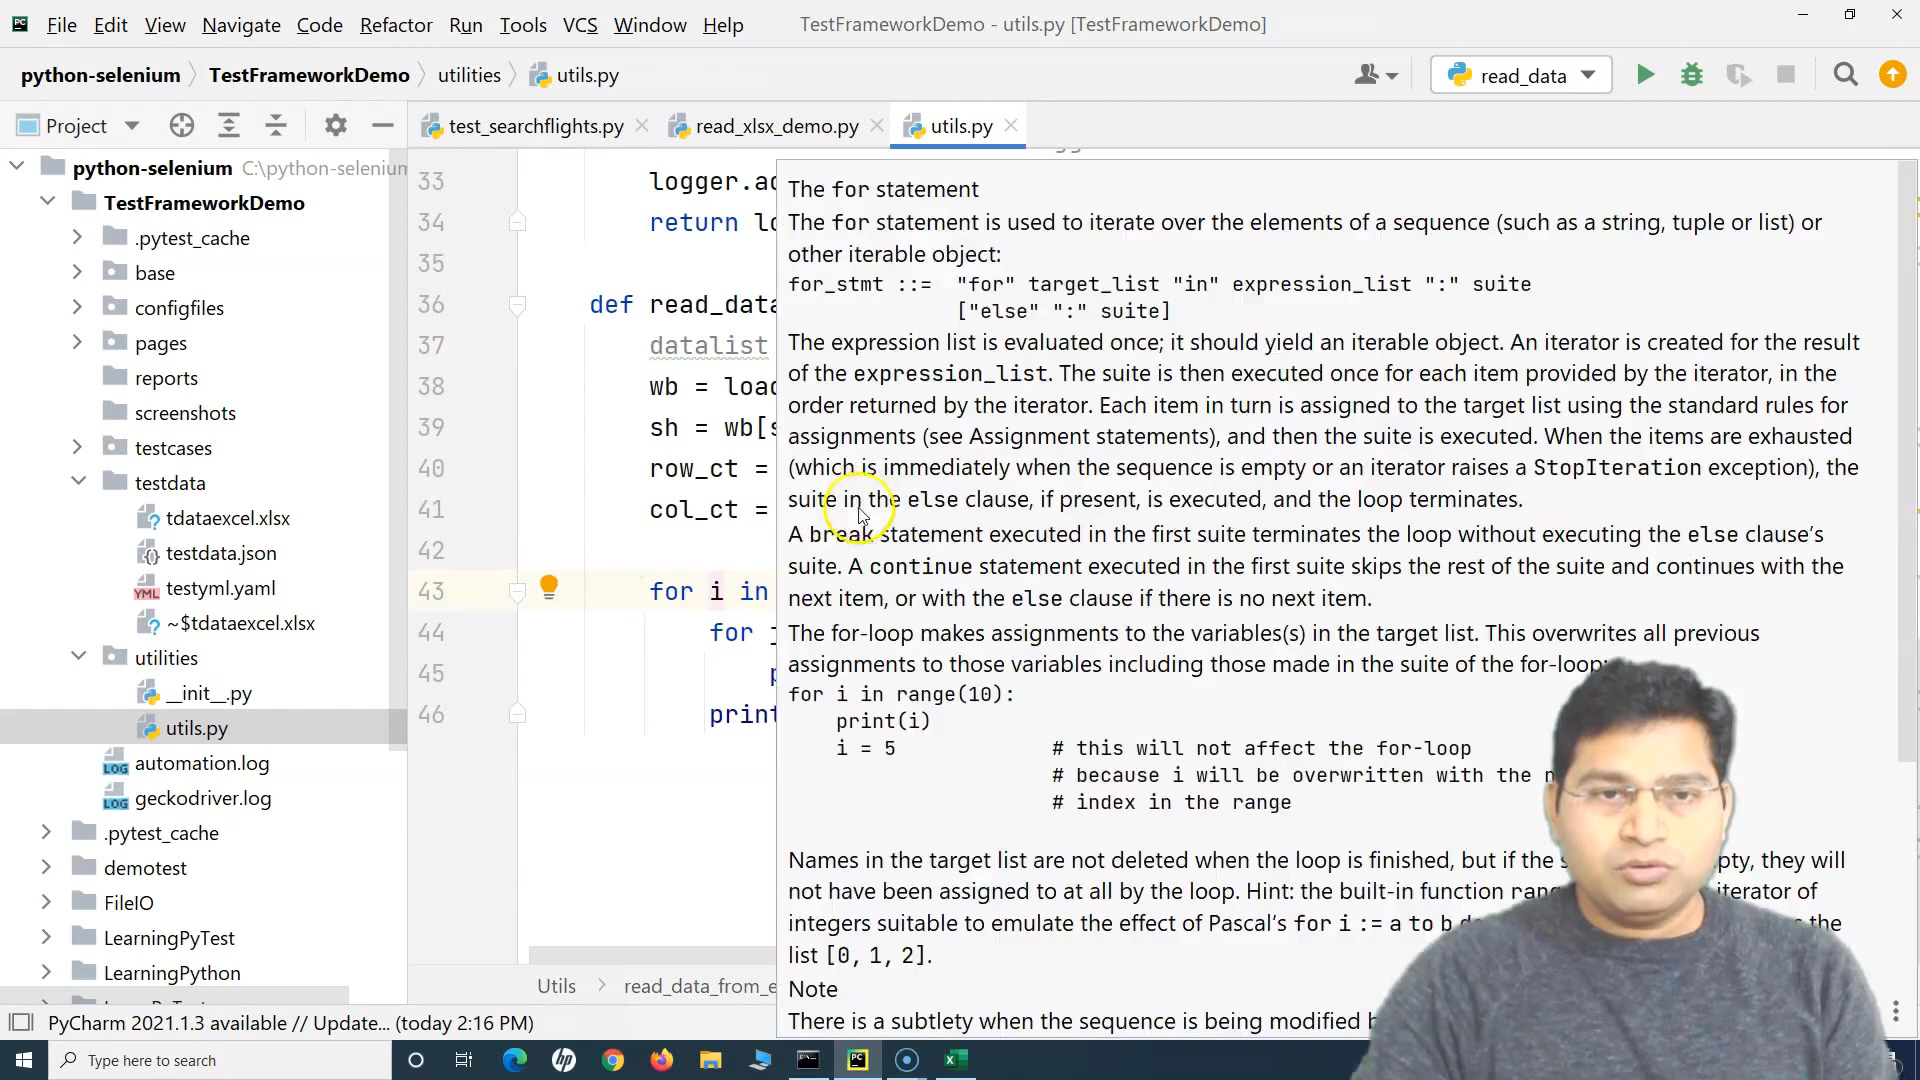 File Edit View Navigate Code Refactor Run Tools VCS Window Help TestFrameworkDemo - utils.py [TestFrameworkDemo]
python-selenium TestFrameworkDemo utilities utils.py read_data
Project
test_searchflights.py read_xlsx_demo.py utils.py
python-selenium C:\python-selenium
TestFrameworkDemo
.pytest_cache
base
configfiles
pages
reports
screenshots
testcases
testdata
tdataexcel.xlsx
testdata.json
testyml.yaml
~$tdataexcel.xlsx
utilities
__init__.py
utils.py
automation.log
geckodriver.log
.pytest_cache
demotest
FileIO
LearningPyTest
LearningPython
33 logger.ad
34 return lo
35
36 def read_data
37 datalist
38 wb = load
39 sh = wb[s
40 row_ct =
41 col_ct =
42
43 for i in
44 for j
45 p
46 print
The for statement
The for statement is used to iterate over the elements of a sequence (such as a string, tuple or list) or
other iterable object:
for_stmt ::= "for" target_list "in" expression_list ":" suite
["else" ":" suite]
The expression list is evaluated once; it should yield an iterable object. An iterator is created for the result
of the expression_list. The suite is then executed once for each item provided by the iterator, in the
order returned by the iterator. Each item in turn is assigned to the target list using the standard rules for
assignments (see Assignment statements), and then the suite is executed. When the items are exhausted
(which is immediately when the sequence is empty or an iterator raises a StopIteration exception), the
suite in the else clause, if present, is executed, and the loop terminates.
A break statement executed in the first suite terminates the loop without executing the else clause’s
suite. A continue statement executed in the first suite skips the rest of the suite and continues with the
next item, or with the else clause if there is no next item.
The for-loop makes assignments to the variables(s) in the target list. This overwrites all previous
assignments to those variables including those made in the suite of the for-loop:
for i in range(10):
print(i)
i = 5 # this will not affect the for-loop
# because i will be overwritten with the
# index in the range
Names in the target list are not deleted when the loop is finished, but if the pty, they will
not have been assigned to at all by the loop. Hint: the built-in function iterator of
integers suitable to emulate the effect of Pascal’s for i := a to b the
list [0, 1, 2].
Note
There is a subtlety when the sequence is being modified
Utils read_data_from_e
PyCharm 2021.1.3 available // Update... (today 2:16 PM)
Type here to search